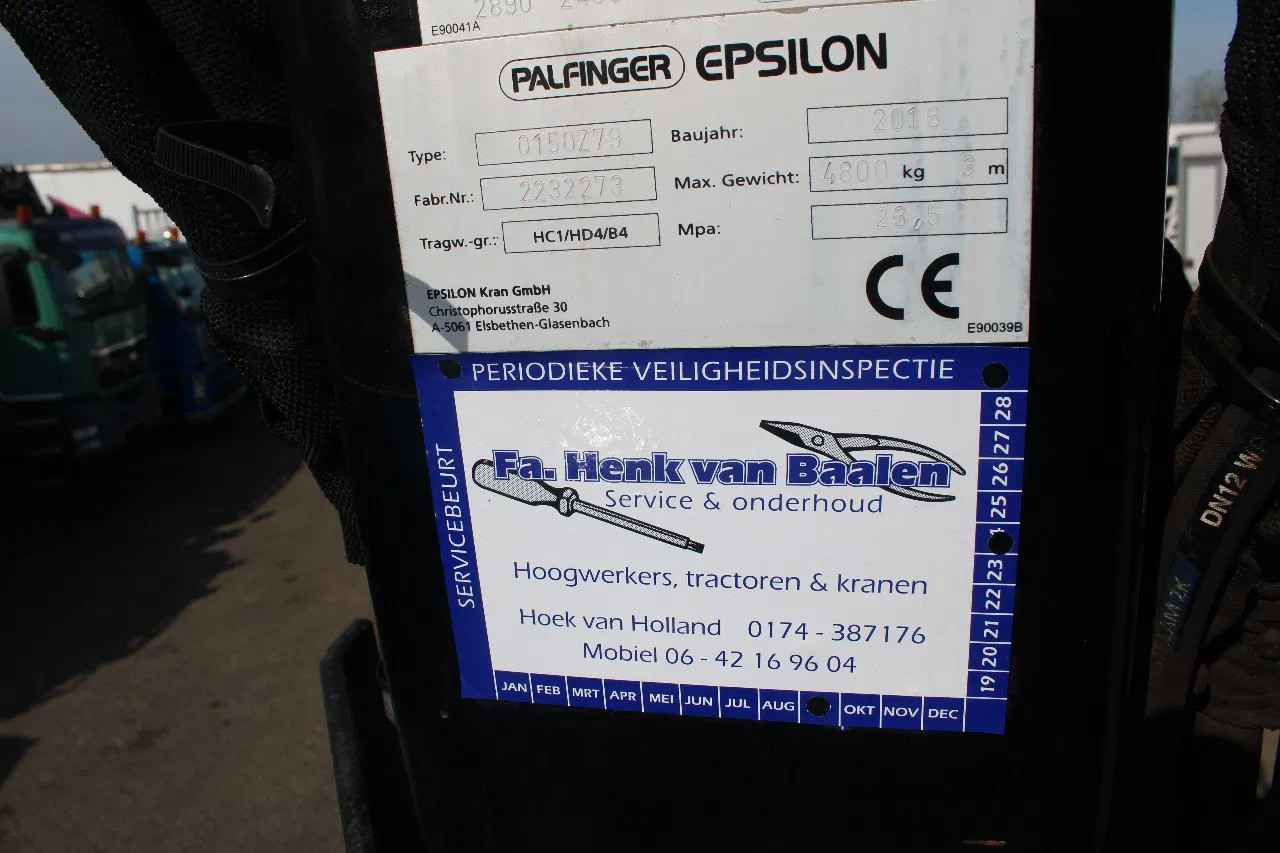 2890
E90041A
PALFINGER EPSILON
Type: 0150Z79 Baujahr: 2016
Fabr.Nr.: 2232273 Max. Gewicht: 4800 kg 3 m
Tragw.-gr.: HC1/HD4/B4 Mpa: 23,5
EPSILON Kran GmbH
Christophorusstraße 30
A-5061 Elsbethen-Glasenbach
CE
E90039B
PERIODIEKE VEILIGHEIDSINSPECTIE
SERVICEBEURT
Fa. Henk van Baalen
Service & onderhoud
Hoogwerkers, tractoren & kranen
Hoek van Holland 0174 - 387176
Mobiel 06 - 42 16 96 04
JAN FEB MRT APR MEI JUN JUL AUG OKT NOV DEC
19 20 21 22 23 25 26 27 28
DN12 W